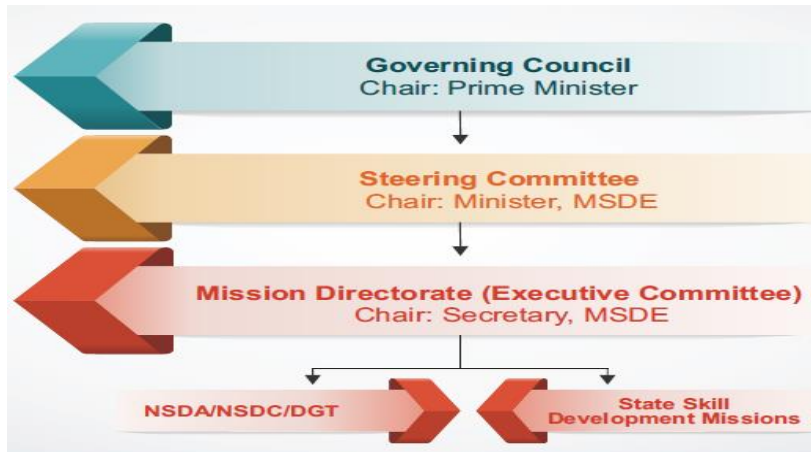 Governing Council
Chair: Prime Minister
Steering Committee
Chair: Minister, MSDE
Mission Directorate (Executive Committee)
Chair: Secretary, MSDE
NSDA/NSDC/DGT
State Skill
Development Missions